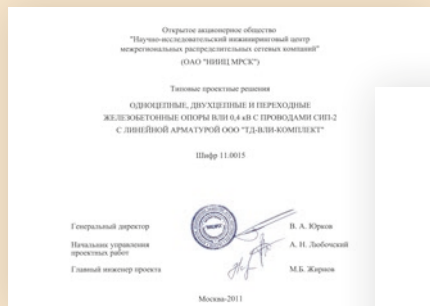 Открытое акционерное общество
"Научно-исследовательский инжиниринговый центр
межрегиональных распределительных сетевых компаний"
(ОАО "НИИЦ МРСК")
Типовые проектные решения
ОДНОЦЕПНЫЕ, ДВУХЦЕПНЫЕ И ПЕРЕХОДНЫЕ
ЖЕЛЕЗОБЕТОННЫЕ ОПОРЫ ВЛИ 0,4 кВ С ПРОВОДАМИ СИП-2
С ЛИНЕЙНОЙ АРМАТУРОЙ ООО "ТД-ВЛИ-КОМПЛЕКТ"
Шифр 11.0015
Генеральный директор В. А. Юрков
Начальник управления А. Н. Любочский
проектных работ
Главный инженер проекта М.Б. Жирнов
Москва-2011